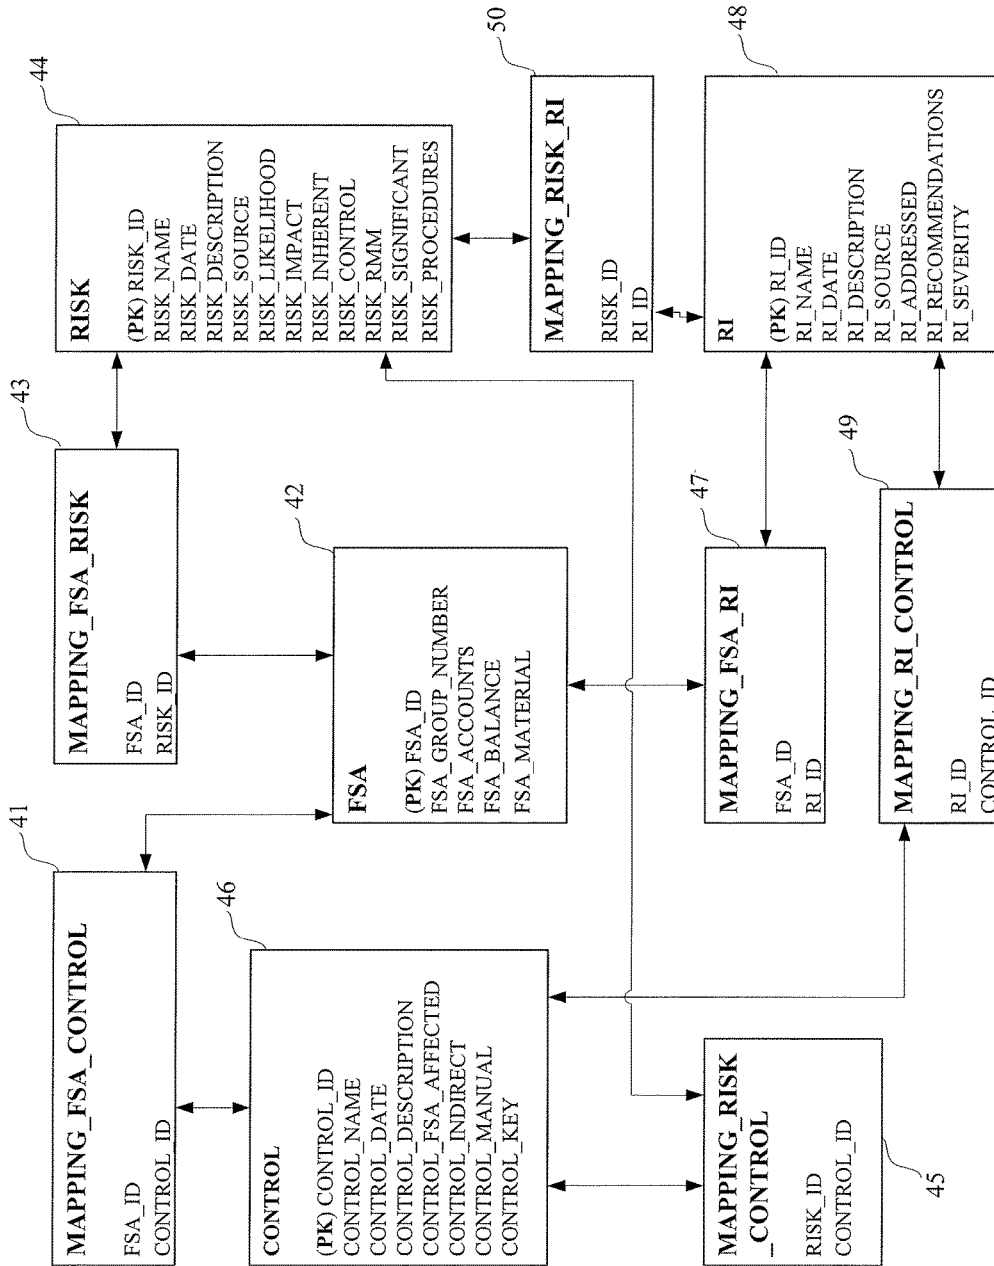 41
MAPPING_FSA_CONTROL
FSA_ID
CONTROL_ID
43
MAPPING_FSA_RISK
FSA_ID
RISK_ID
44
RISK
(PK) RISK_ID
RISK_NAME
RISK_DATE
RISK_DESCRIPTION
RISK_SOURCE
RISK_LIKELIHOOD
RISK_IMPACT
RISK_INHERENT
RISK_CONTROL
RISK_RMM
RISK_SIGNIFICANT
RISK_PROCEDURES
46
CONTROL
(PK) CONTROL_ID
CONTROL_NAME
CONTROL_DATE
CONTROL_DESCRIPTION
CONTROL_FSA_AFFECTED
CONTROL_INDIRECT
CONTROL_MANUAL
CONTROL_KEY
42
FSA
(PK) FSA_ID
FSA_GROUP_NUMBER
FSA_ACCOUNTS
FSA_BALANCE
FSA_MATERIAL
50
MAPPING_RISK_RI
RISK_ID
RI_ID
45
MAPPING_RISK
_CONTROL
RISK_ID
CONTROL_ID
47
MAPPING_FSA_RI
FSA_ID
RI_ID
48
RI
(PK) RI_ID
RI_NAME
RI_DATE
RI_DESCRIPTION
RI_SOURCE
RI_ADDRESSED
RI_RECOMMENDATIONS
RI_SEVERITY
49
MAPPING_RI_CONTROL
RI_ID
CONTROL_ID